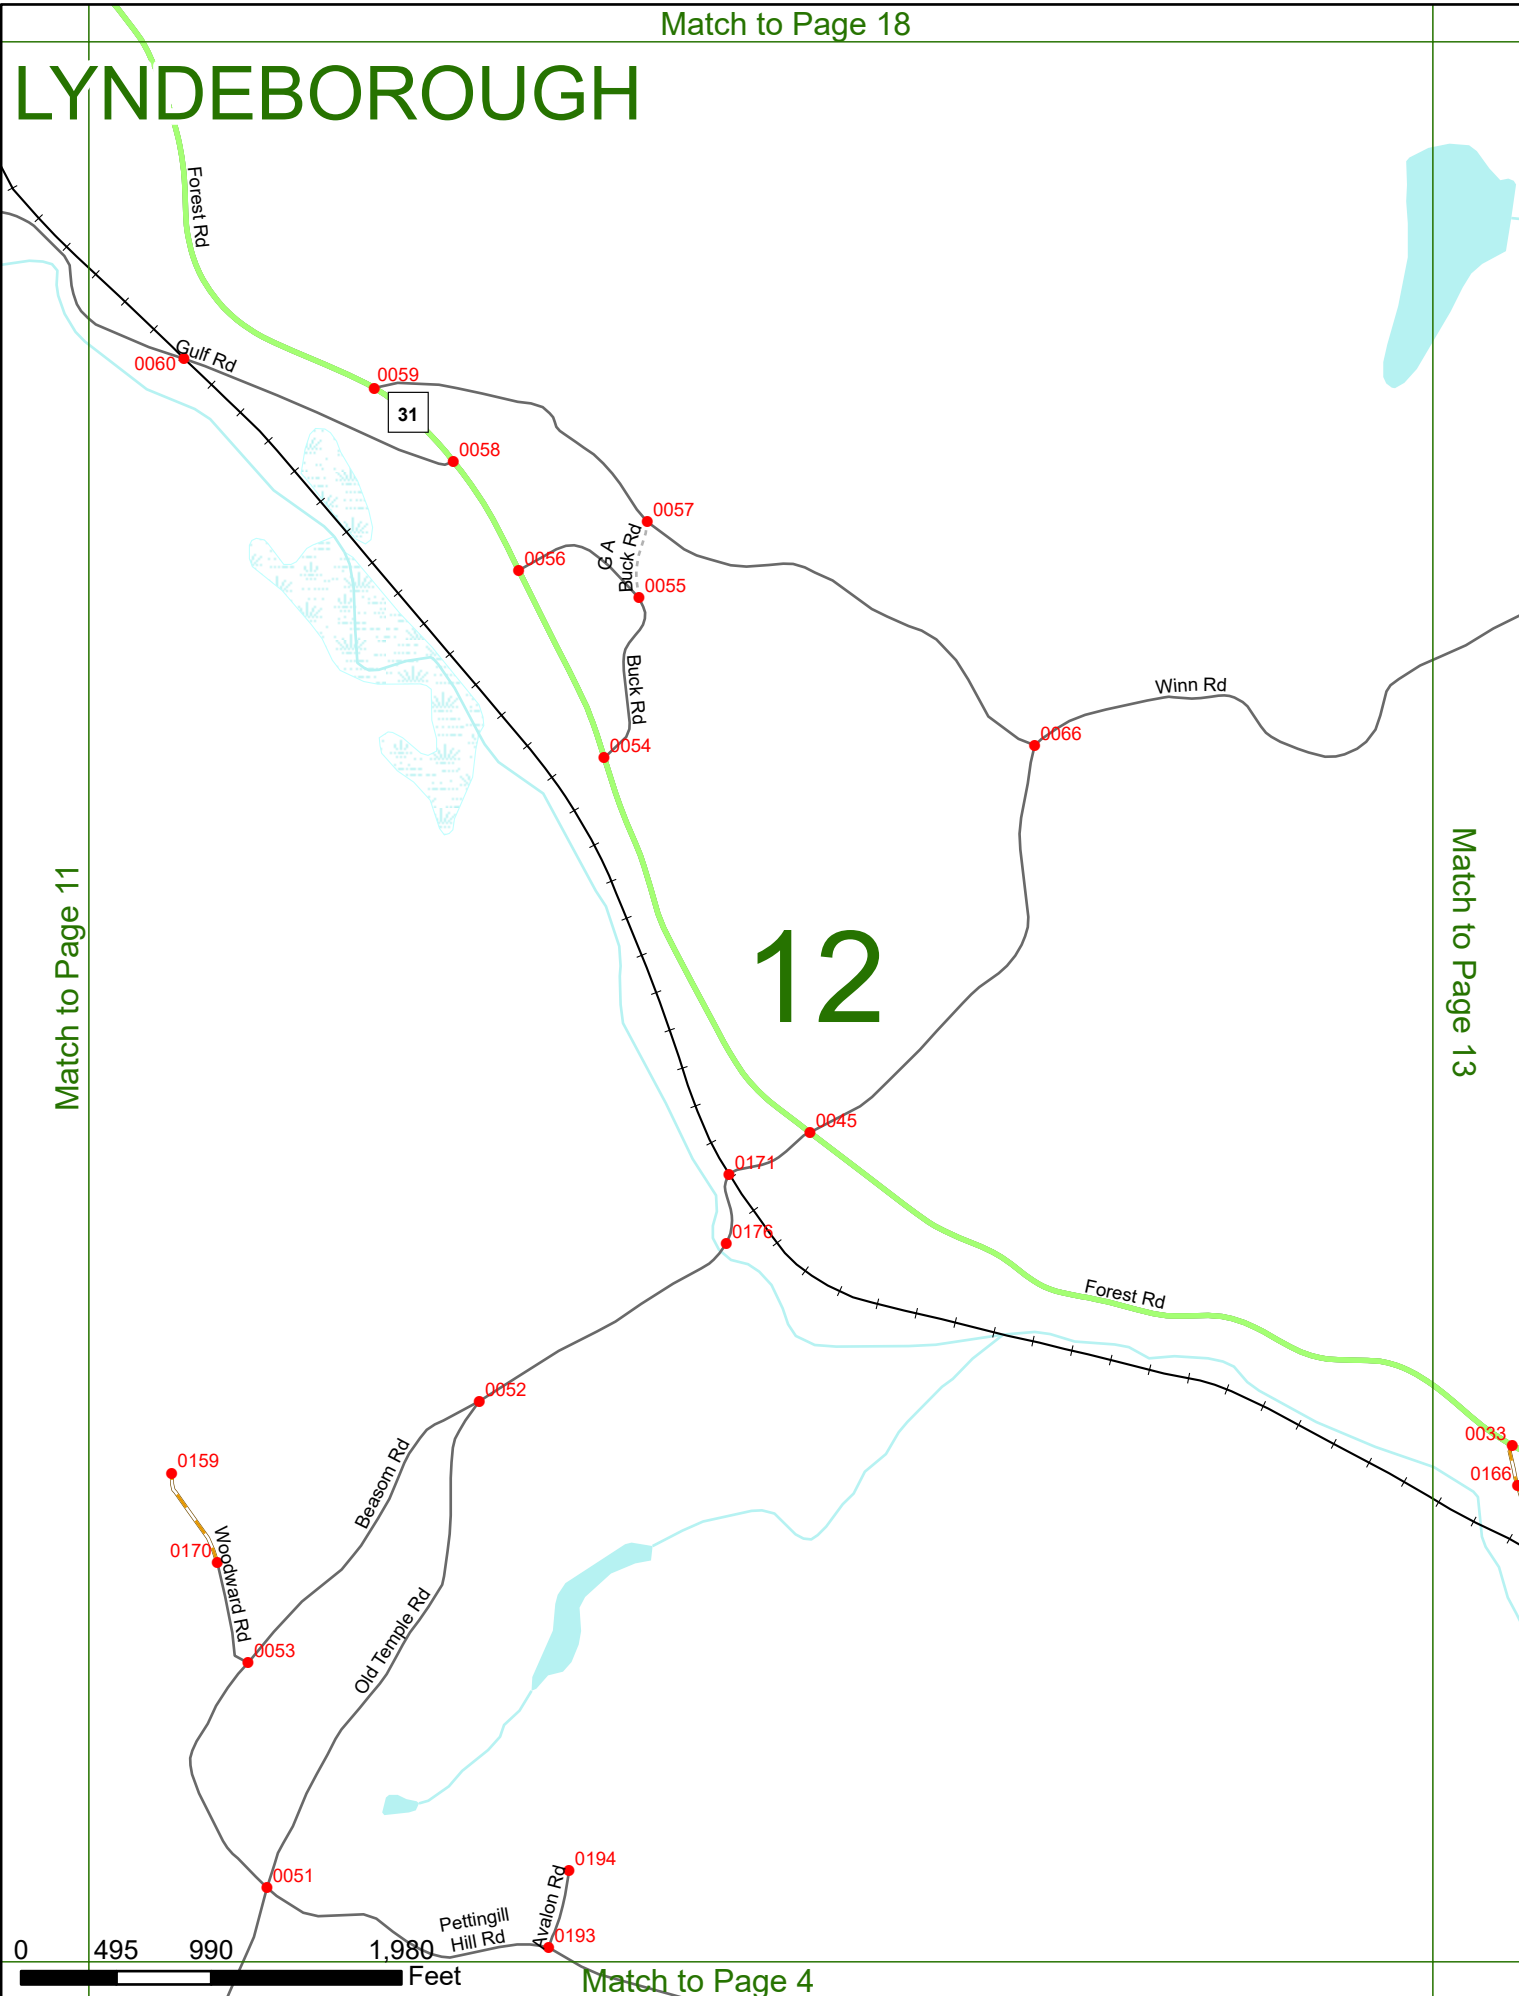 Match to Page 18
LYNDEBOROUGH
Forest Rd
Gulf Rd
0060
0059
31
0058
0057
G A
Buck Rd
0056
0055
Buck Rd
Winn Rd
0054
0066
Match to Page 11
12
Match to Page 13
0045
0171
0176
Forest Rd
0052
0033
0159
Beasom Rd
0166
0170
Woodward Rd
0053
Old Temple Rd
0194
0051
Avalon Rd
Pettingill
Hill Rd
0193
0 495 990 1,980
Feet
Match to Page 4